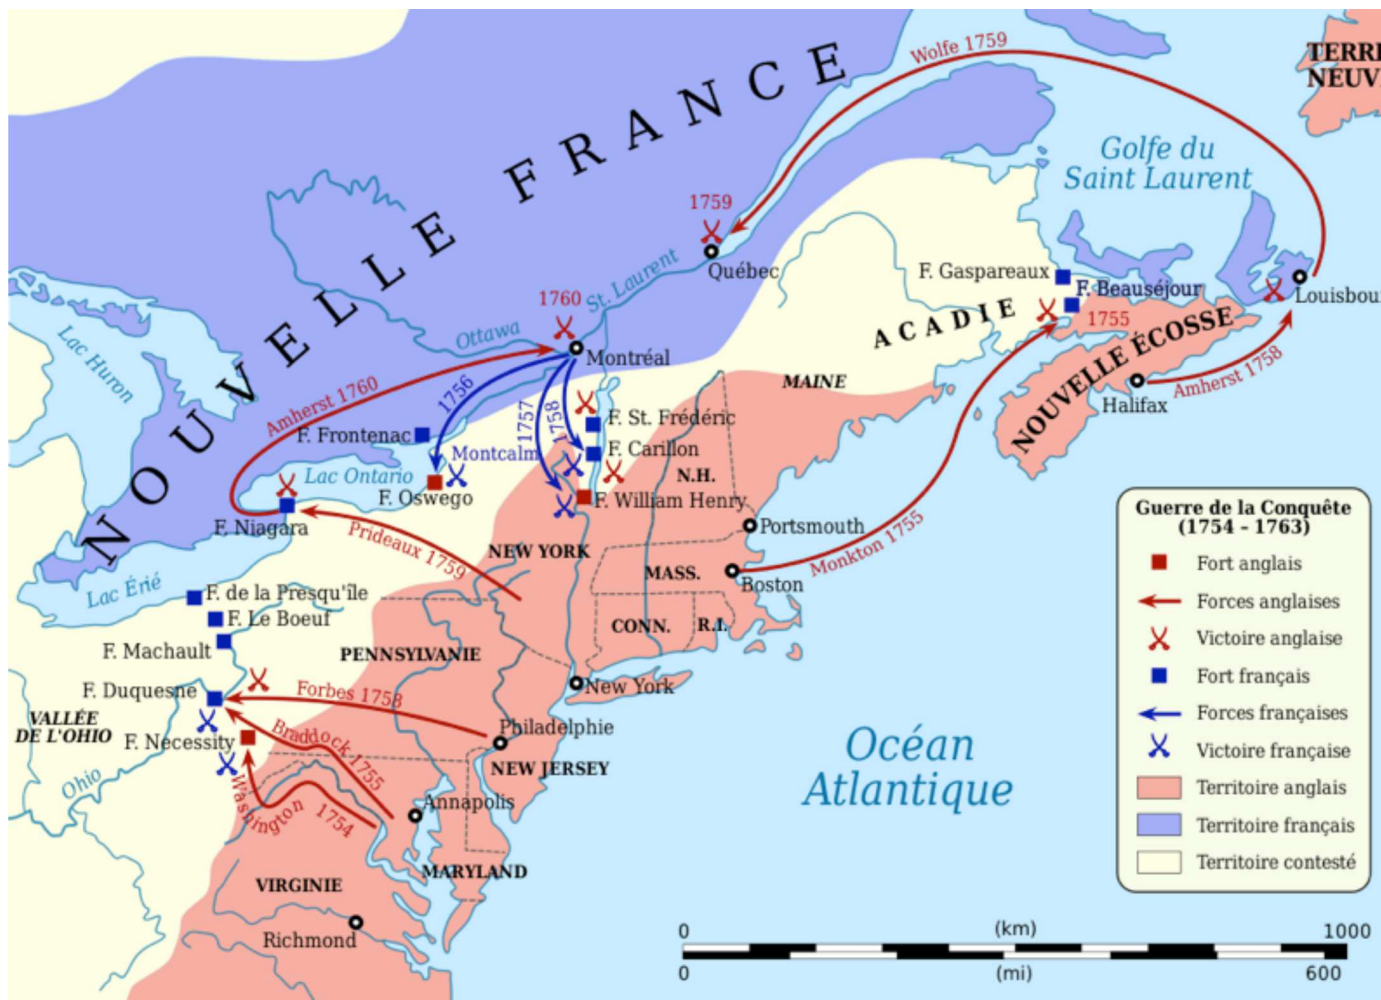 NOUVELLE FRANCE
Wolfe 1759
TERRE
NEUV
Golfe du
Saint Laurent
1759
Québec
St. Laurent
F. Gaspareaux
F. Beauséjour
1755
Louisbour
ACADIE
NOUVELLE ÉCOSSE
Amherst 1758
Halifax
Lac Huron
Ottawa
1760
Montréal
MAINE
Amherst 1760
1756
1757
1758
F. St. Frédéric
F. Frontenac
Montcalm
F. Carillon
Lac Ontario
F. Oswego
N.H.
F. William Henry
F. Niagara
Prideaux 1759
NEW YORK
Portsmouth
Monkton 1755
Lac Érié
MASS.
Boston
F. de la Presqu'île
F. Le Boeuf
CONN.
R.I.
F. Machault
PENNSYLVANIE
F. Duquesne
Forbes 1758
New York
VALLÉE
DE L'OHIO
F. Necessity
Braddock 1755
Philadelphie
NEW JERSEY
Ohio
Washington 1754
Annapolis
MARYLAND
VIRGINIE
Richmond
Océan
Atlantique
Guerre de la Conquête
(1754 – 1763)
Fort anglais
Forces anglaises
Victoire anglaise
Fort français
Forces françaises
Victoire française
Territoire anglais
Territoire français
Territoire contesté
0 (km) 1000
0 (mi) 600